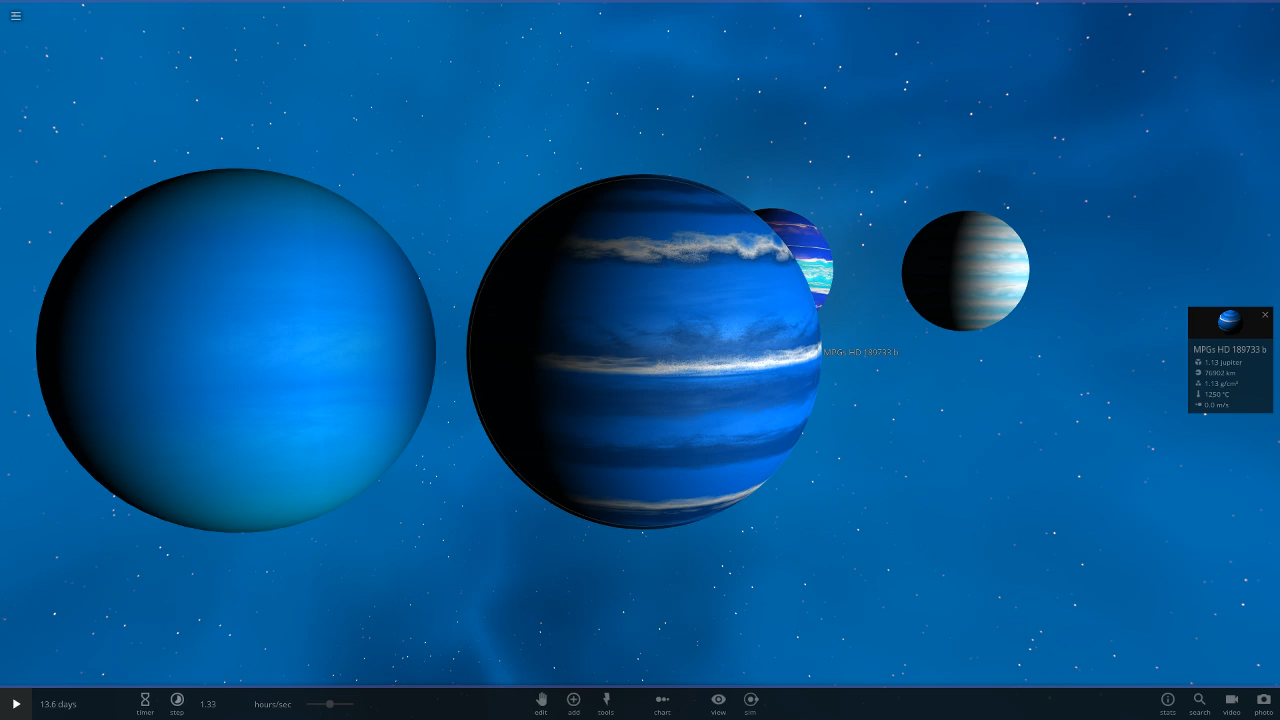 MPGs HD 189733 b
MPGs HD 189733 b
1.13 Jupiter
76902 km
1.13 g/cm³
1250 °C
0.0 m/s
13.6 days
timer
step
1.33
hours/sec
edit
add
tools
chart
view
sim
stats
search
video
photo